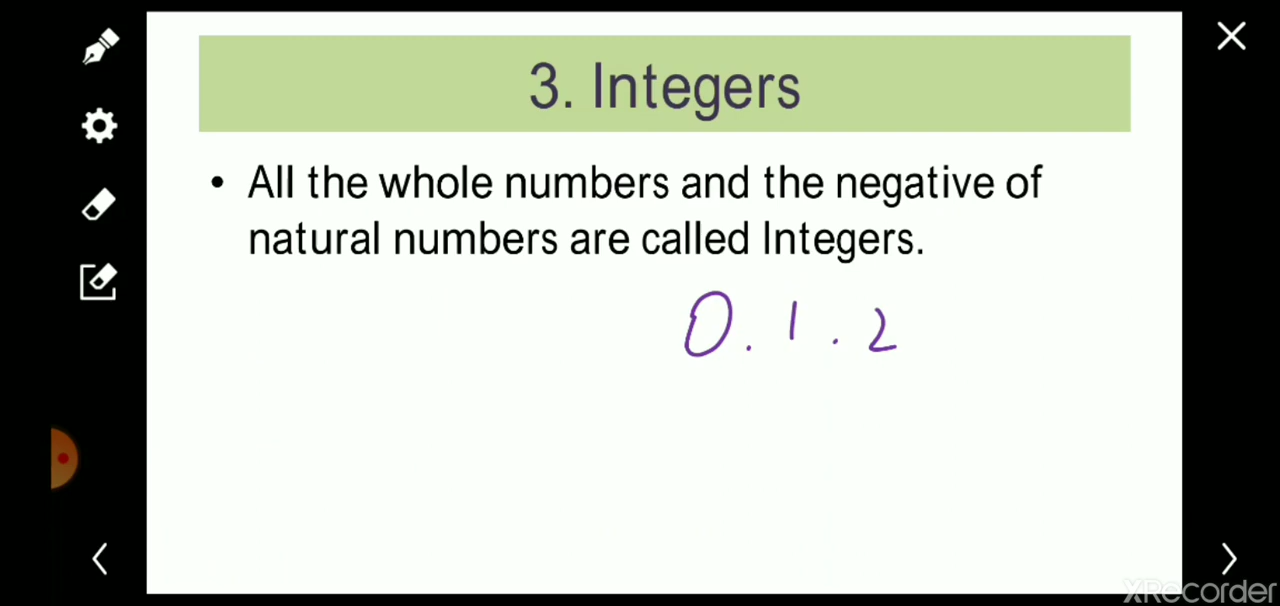 3. Integers
• All the whole numbers and the negative of
natural numbers are called Integers.
0. 1. 2
XRecorder